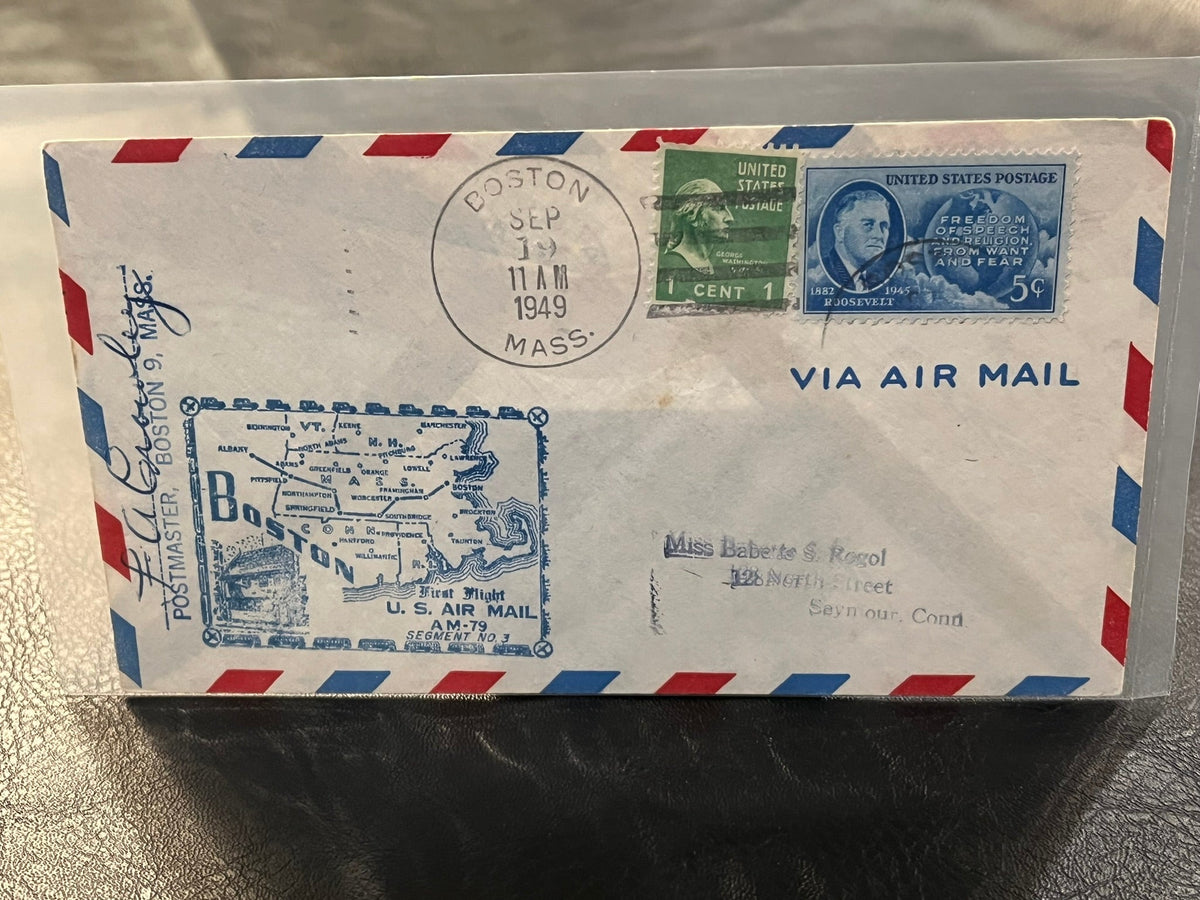 BOSTON
SEP
19
11 AM
1949
MASS.
UNITED
STATES
POSTAGE
GEORGE
WASHINGTON
1 CENT 1
UNITED STATES POSTAGE
FREEDOM
OF SPEECH
AND RELIGION,
FROM WANT
AND FEAR
1882 1945
ROOSEVELT
5¢
VIA AIR MAIL
POSTMASTER, BOSTON 9, MASS.
BENNINGTON VT. KEENE MANCHESTER
ALBANY NORTH ADAMS N. H. FITCHBURG LAWRENCE
ADAMS GREENFIELD ORANGE LOWELL
PITTSFIELD MASS. FRAMINGHAM BOSTON
NORTHAMPTON WORCESTER
SPRINGFIELD SOUTHBRIDGE BROCKTON
CONN. PROVIDENCE
HARTFORD TAUNTON
WILLIMANTIC
BOSTON
First Flight
U. S. AIR MAIL
AM-79
SEGMENT NO. 3
Miss Babette S. Rogol
North Street
Seymour, Conn.